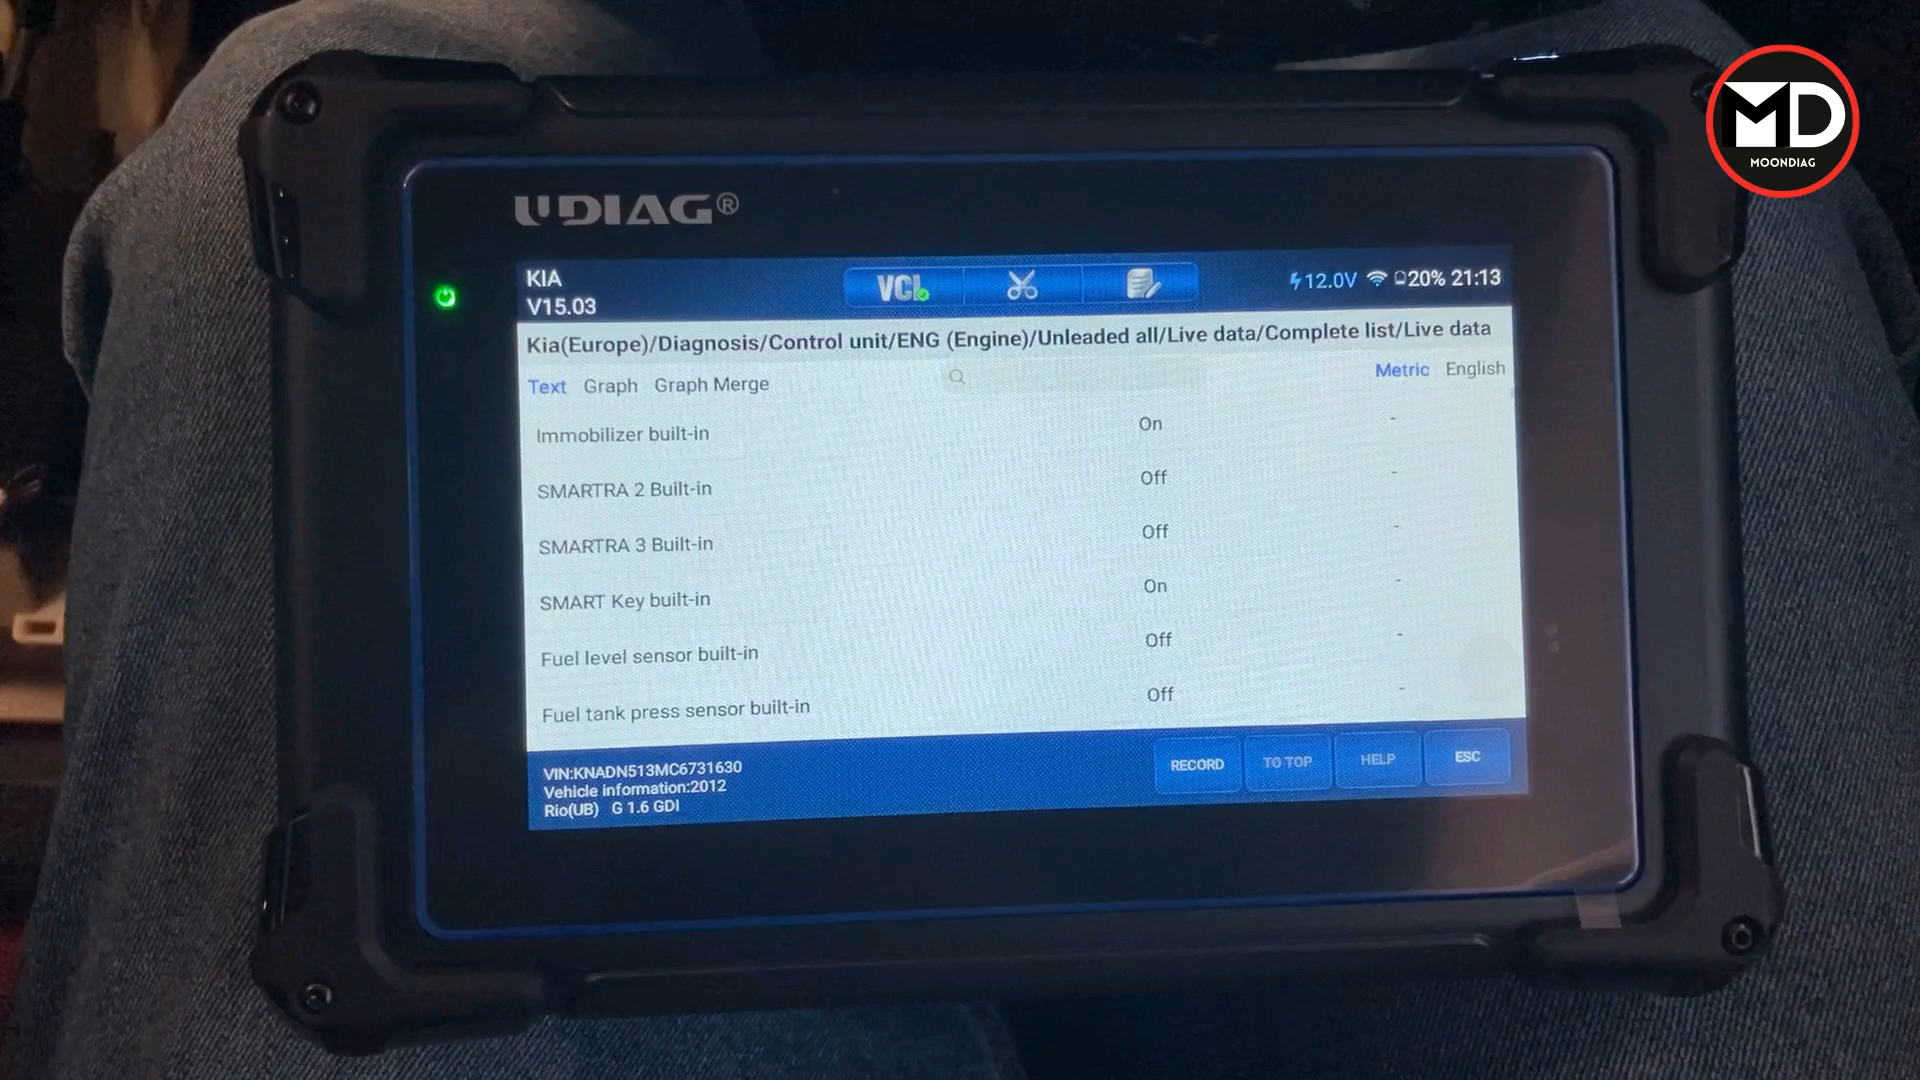 MD
MOONDIAG
UDIAG®
KIA
V15.03
VCI
12.0V 20% 21:13
Kia(Europe)/Diagnosis/Control unit/ENG (Engine)/Unleaded all/Live data/Complete list/Live data
Text Graph Graph Merge Metric English
Immobilizer built-in On -
SMARTRA 2 Built-in Off -
SMARTRA 3 Built-in Off -
SMART Key built-in On -
Fuel level sensor built-in Off -
Fuel tank press sensor built-in Off -
VIN:KNADN513MC6731630
Vehicle information:2012
Rio(UB) G 1.6 GDI
RECORD TO TOP HELP ESC